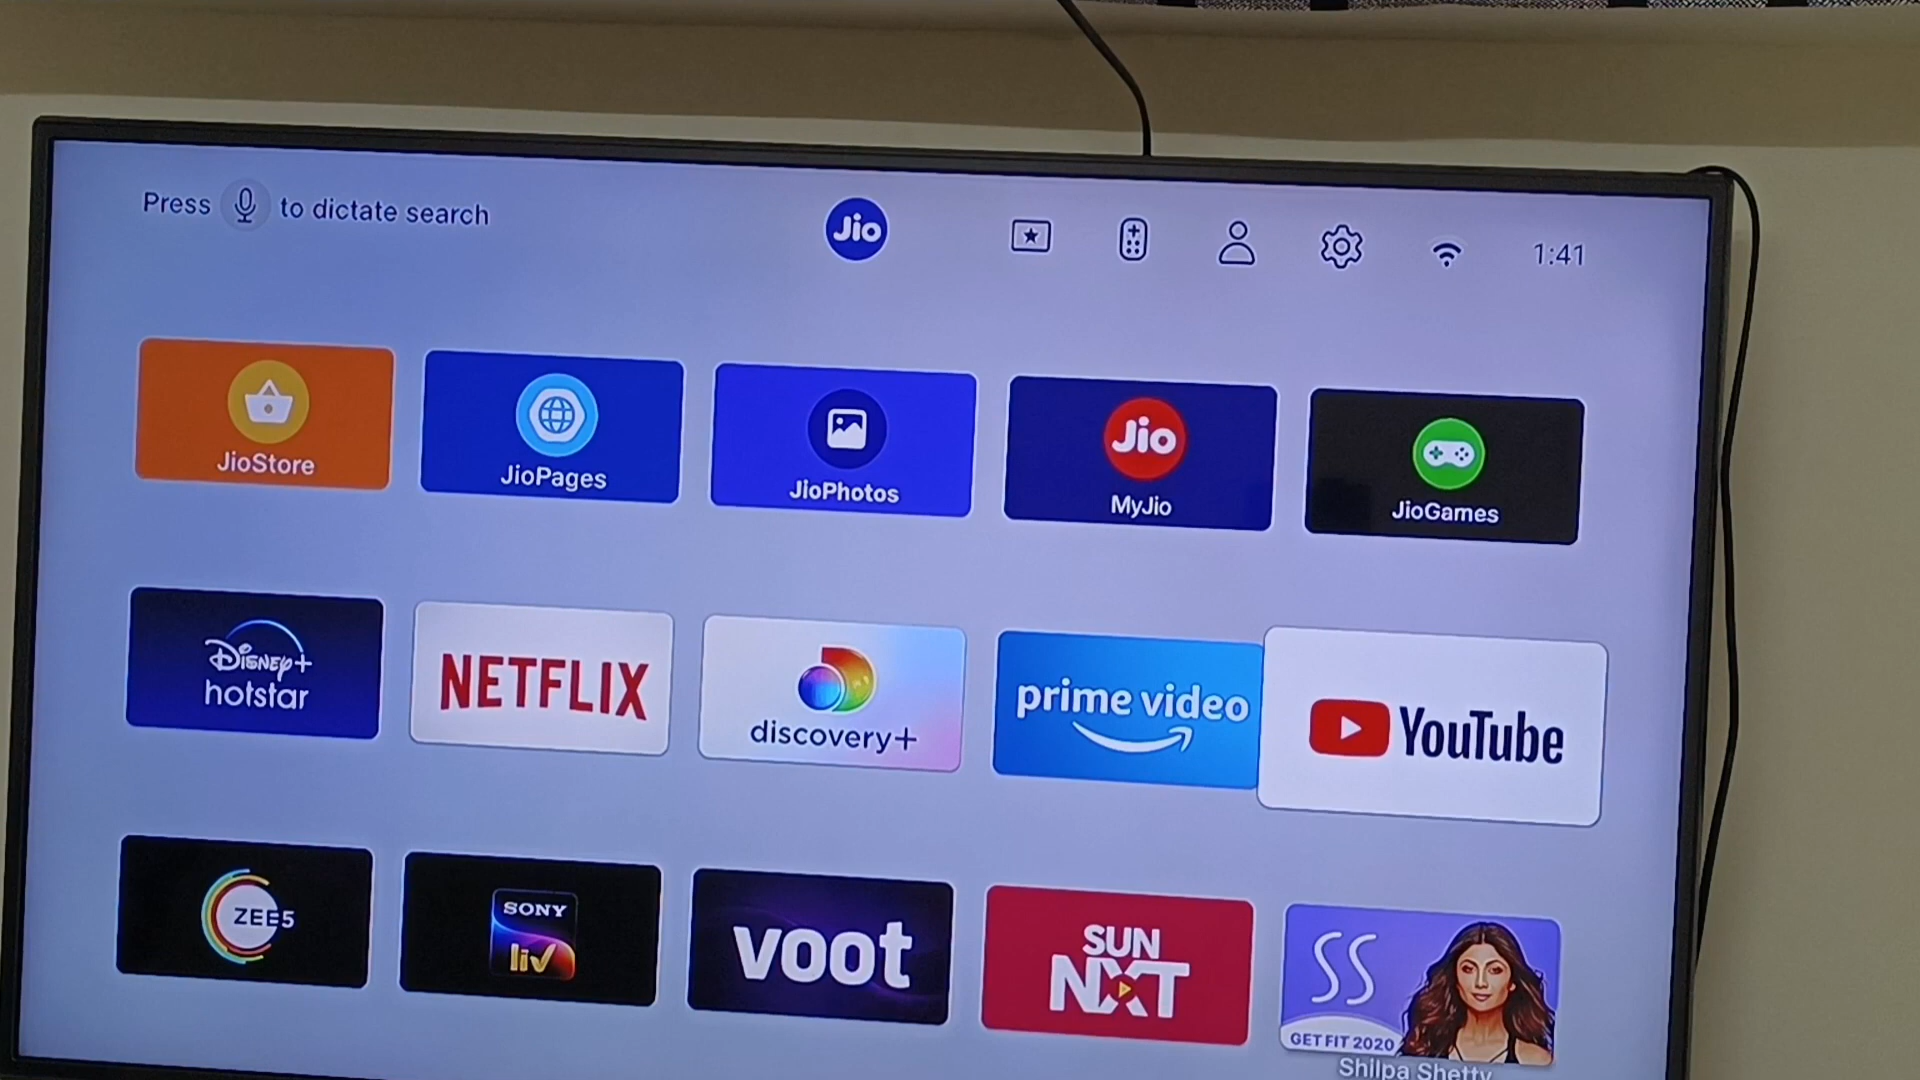 Press to dictate search
Jio
1:41
JioStore
JioPages
JioPhotos
Jio
MyJio
JioGames
Disney+
hotstar
NETFLIX
discovery+
prime video
YouTube
ZEE5
SONY
liv
voot
SUN
NXT
SS
GET FIT 2020
Shilpa Shetty